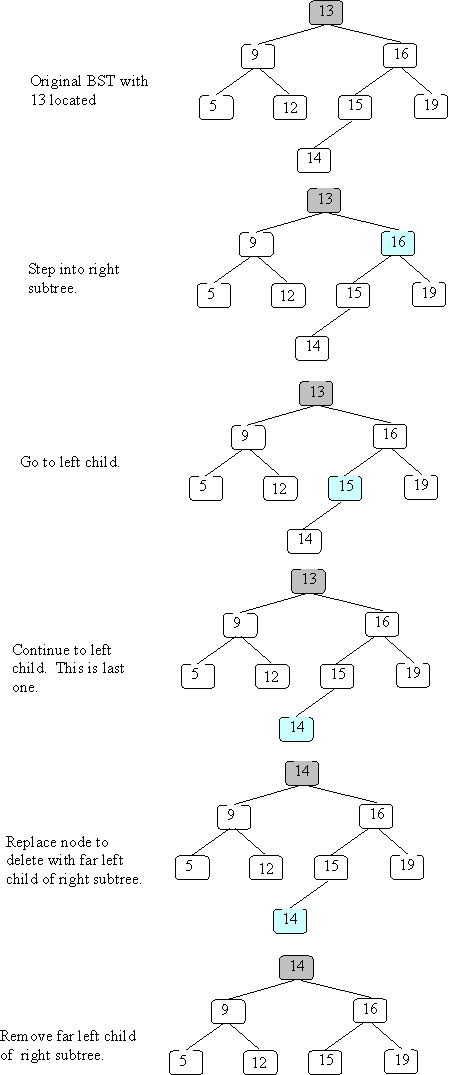 13
9 16
Original BST with
13 located
5 12 15 19
14
13
9 16
Step into right
subtree.
5 12 15 19
14
13
9 16
Go to left child.
5 12 15 19
14
13
9 16
Continue to left
child. This is last
one.
5 12 15 19
14
14
9 16
Replace node to
delete with far left
child of right subtree.
5 12 15 19
14
14
9 16
Remove far left child
of right subtree.
5 12 15 19